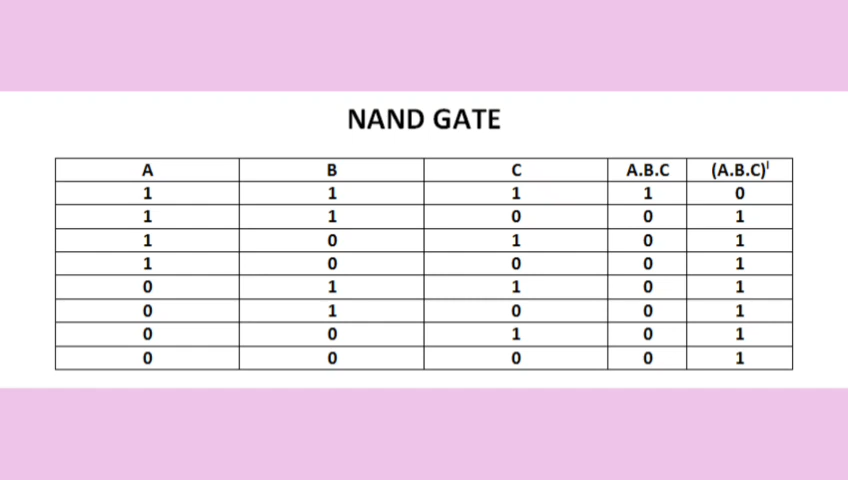 NAND GATE
A B C A.B.C (A.B.C)'
1 1 1 1 0
1 1 0 0 1
1 0 1 0 1
1 0 0 0 1
0 1 1 0 1
0 1 0 0 1
0 0 1 0 1
0 0 0 0 1